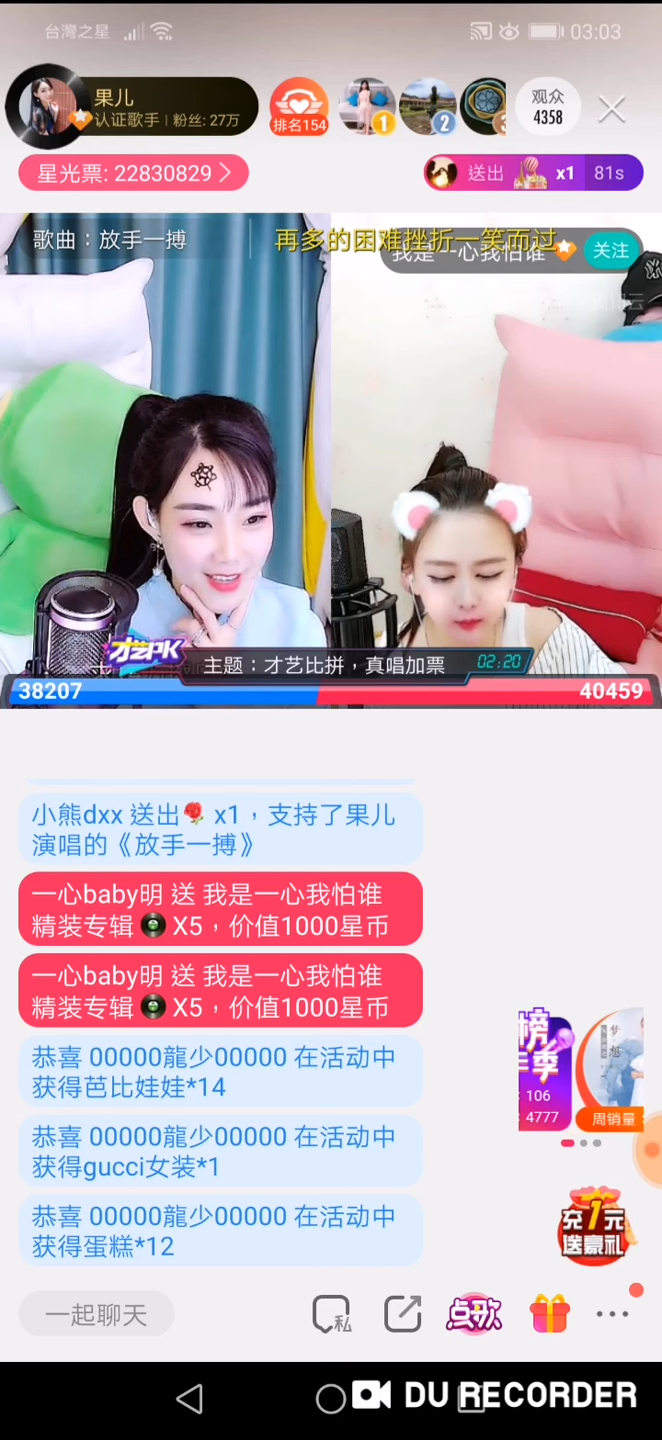 台灣之星
03:03
果儿
认证歌手 | 粉丝: 27万
排名154
1
2
3
观众
4358
星光票: 22830829
送出 x1 81s
歌曲：放手一搏
再多的困难挫折一笑而过
我是一心我怕谁
关注
才艺PK
主题：才艺比拼，真唱加票
02:20
38207
40459
小熊dxx 送出🌹 x1，支持了果儿
演唱的《放手一搏》
一心baby明 送 我是一心我怕谁
精装专辑 X5，价值1000星币
一心baby明 送 我是一心我怕谁
精装专辑 X5，价值1000星币
恭喜 00000龍少00000 在活动中
获得芭比娃娃*14
恭喜 00000龍少00000 在活动中
获得gucci女装*1
恭喜 00000龍少00000 在活动中
获得蛋糕*12
榜
季
: 106
: 4777
梦想
周销量
充1元
送豪礼
一起聊天
私
点歌
DU RECORDER